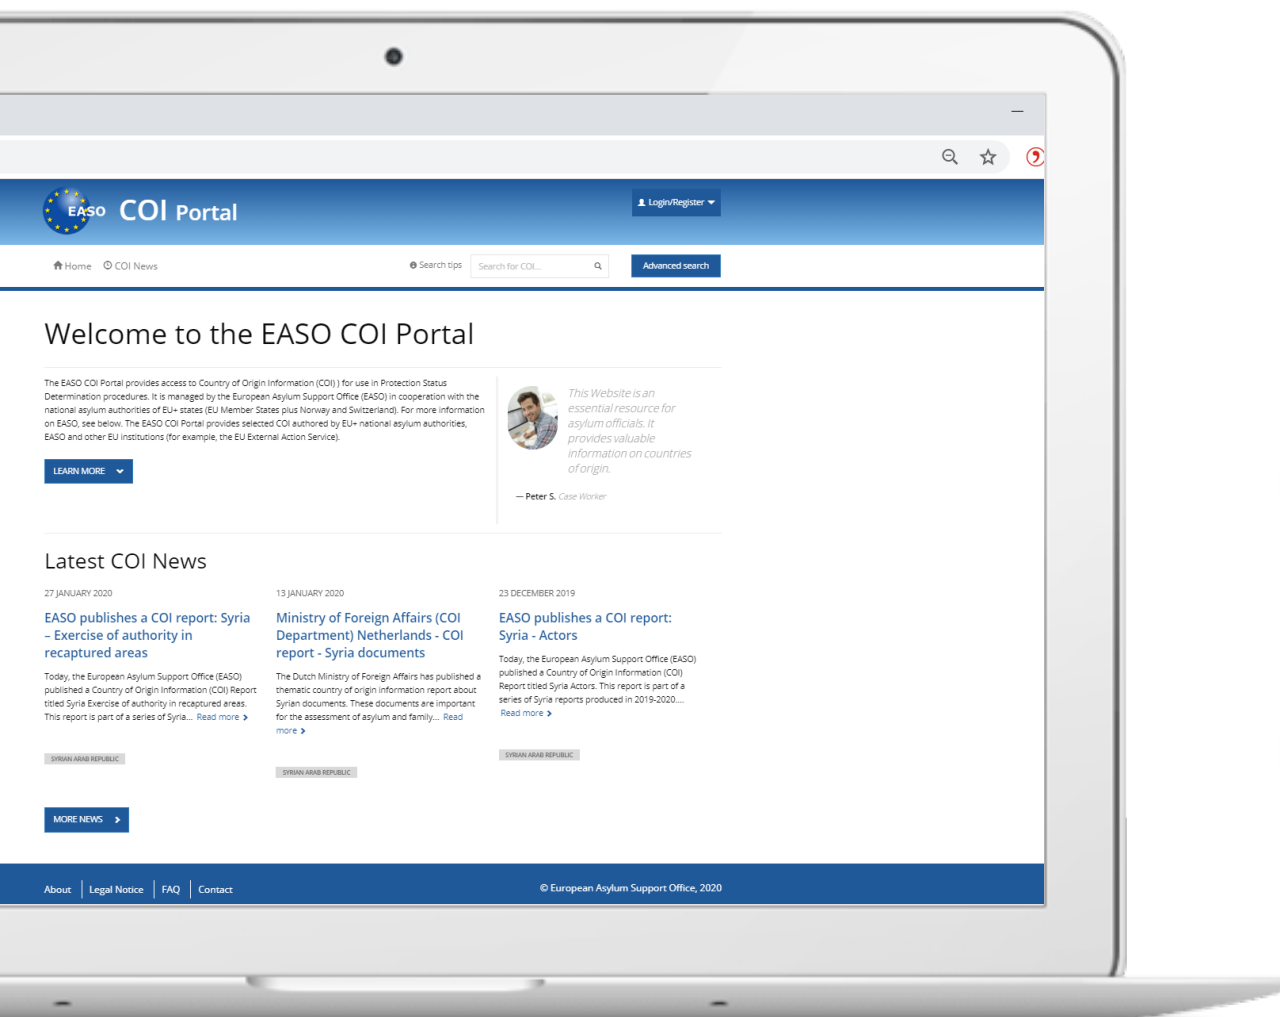 EASO COI Portal
Login/Register
Home COI News Search tips Search for COI... Advanced search
Welcome to the EASO COI Portal
The EASO COI Portal provides access to Country of Origin Information (COI) ) for use in Protection Status
Determination procedures. It is managed by the European Asylum Support Office (EASO) in cooperation with the
national asylum authorities of EU+ states (EU Member States plus Norway and Switzerland). For more information
on EASO, see below. The EASO COI Portal provides selected COI authored by EU+ national asylum authorities,
EASO and other EU institutions (for example, the EU External Action Service).
LEARN MORE
This Website is an
essential resource for
asylum officials. It
provides valuable
information on countries
of origin.
— Peter S. Case Worker
Latest COI News
27 JANUARY 2020
EASO publishes a COI report: Syria
– Exercise of authority in
recaptured areas
Today, the European Asylum Support Office (EASO)
published a Country of Origin Information (COI) Report
titled Syria Exercise of authority in recaptured areas.
This report is part of a series of Syria... Read more
SYRIAN ARAB REPUBLIC
13 JANUARY 2020
Ministry of Foreign Affairs (COI
Department) Netherlands - COI
report - Syria documents
The Dutch Ministry of Foreign Affairs has published a
thematic country of origin information report about
Syrian documents. These documents are important
for the assessment of asylum and family... Read
more
SYRIAN ARAB REPUBLIC
23 DECEMBER 2019
EASO publishes a COI report:
Syria - Actors
Today, the European Asylum Support Office (EASO)
published a Country of Origin Information (COI)
Report titled Syria Actors. This report is part of a
series of Syria reports produced in 2019-2020....
Read more
SYRIAN ARAB REPUBLIC
MORE NEWS
About Legal Notice FAQ Contact
© European Asylum Support Office, 2020